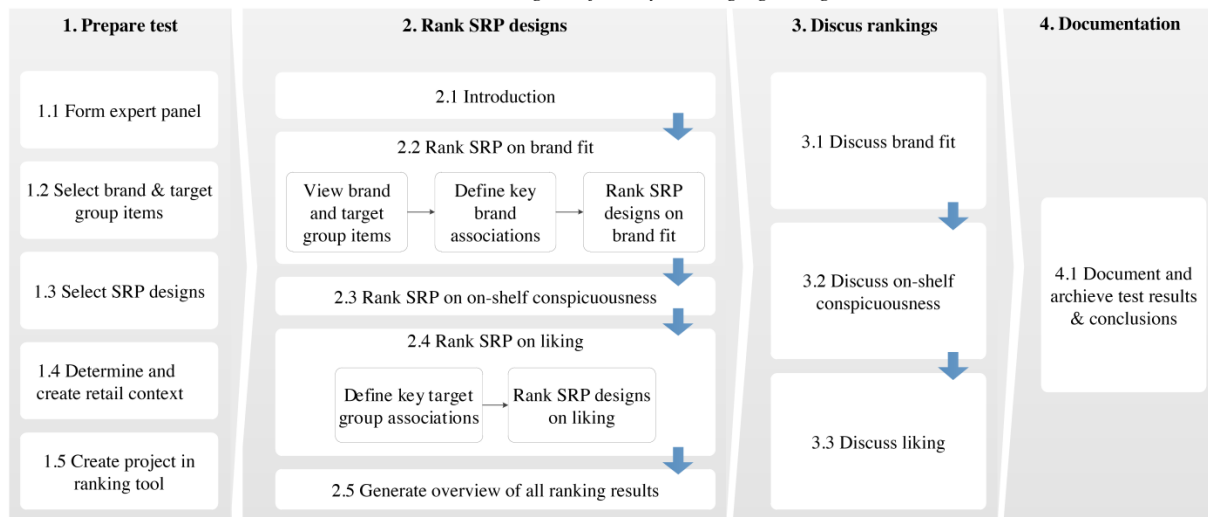 1. Prepare test
1.1 Form expert panel
1.2 Select brand & target
group items
1.3 Select SRP designs
1.4 Determine and
create retail context
1.5 Create project in
ranking tool
2. Rank SRP designs
2.1 Introduction
2.2 Rank SRP on brand fit
View brand
and target
group items
Define key
brand
associations
Rank SRP
designs on
brand fit
2.3 Rank SRP on on-shelf conspicuousness
2.4 Rank SRP on liking
Define key target
group associations
Rank SRP designs
on liking
2.5 Generate overview of all ranking results
3. Discus rankings
3.1 Discuss brand fit
3.2 Discuss on-shelf
conspicuousness
3.3 Discuss liking
4. Documentation
4.1 Document and
archieve test results
& conclusions